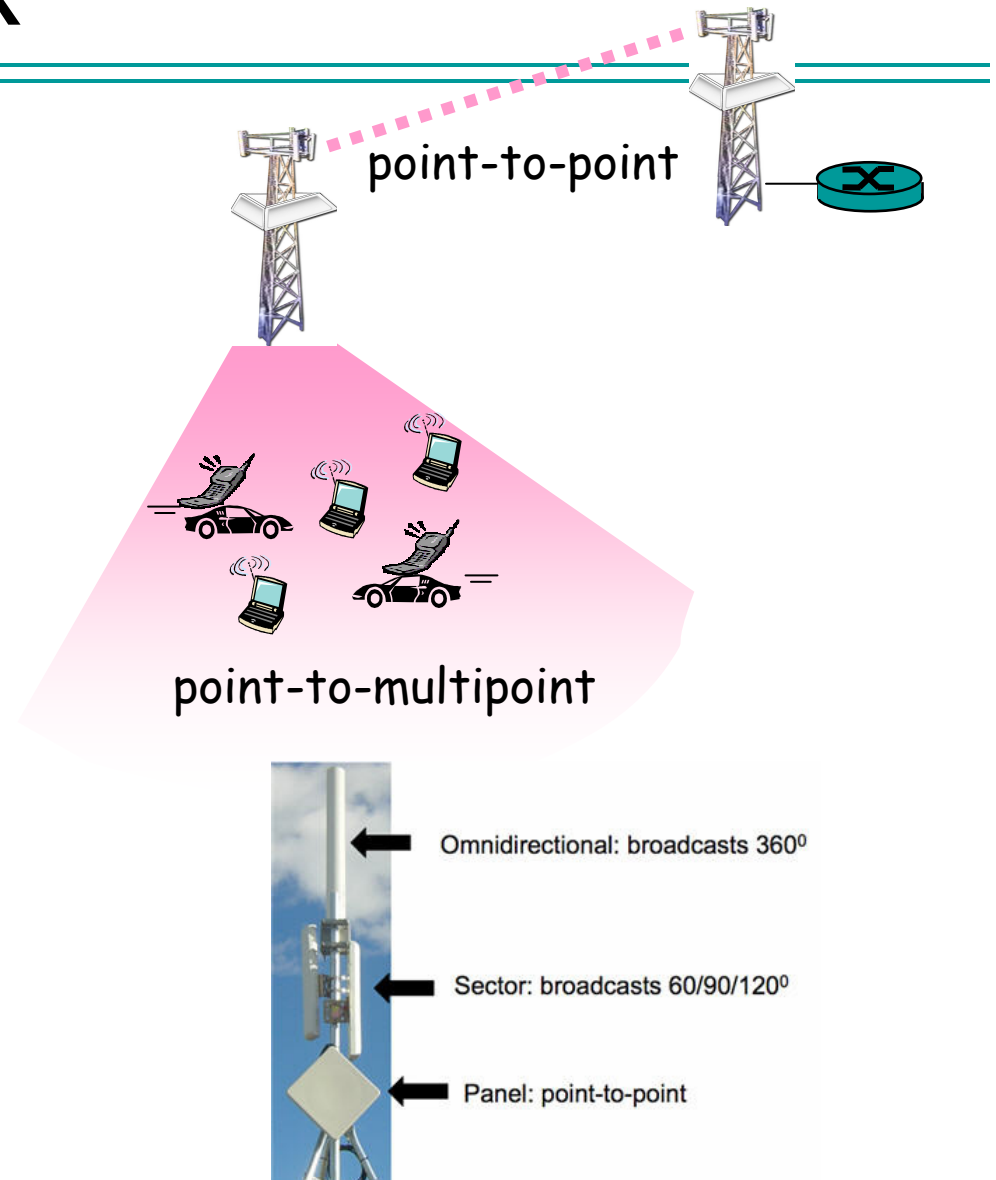 point-to-point
point-to-multipoint
Omnidirectional: broadcasts 360⁰
Sector: broadcasts 60/90/120⁰
Panel: point-to-point